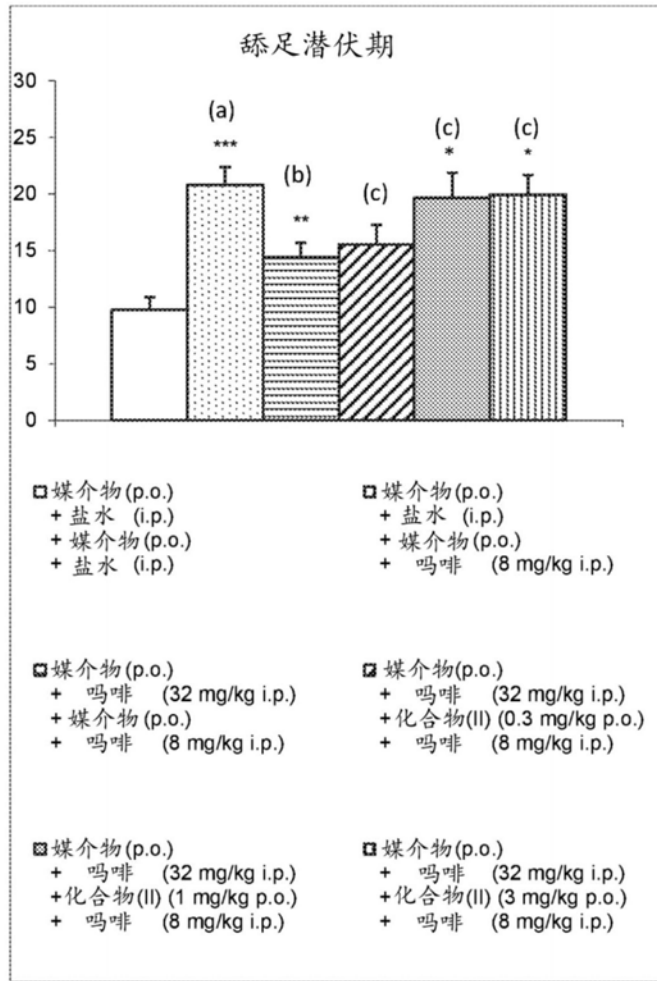 舔足潜伏期
30
25
20
15
10
5
0
(a)
***
(b)
**
(c)
(c)
*
(c)
*
媒介物(p.o.)
+ 盐水 (i.p.)
+ 媒介物(p.o.)
+ 盐水 (i.p.)
媒介物(p.o.)
+ 盐水 (i.p.)
+ 媒介物(p.o.)
+ 吗啡 (8 mg/kg i.p.)
媒介物(p.o.)
+ 吗啡 (32 mg/kg i.p.)
+ 媒介物(p.o.)
+ 吗啡 (8 mg/kg i.p.)
媒介物(p.o.)
+ 吗啡 (32 mg/kg i.p.)
+化合物(II) (0.3 mg/kg p.o.)
+ 吗啡 (8 mg/kg i.p.)
媒介物(p.o.)
+ 吗啡 (32 mg/kg i.p.)
+化合物(II) (1 mg/kg p.o.)
+ 吗啡 (8 mg/kg i.p.)
媒介物(p.o.)
+ 吗啡 (32 mg/kg i.p.)
+化合物(II) (3 mg/kg p.o.)
+ 吗啡 (8 mg/kg i.p.)